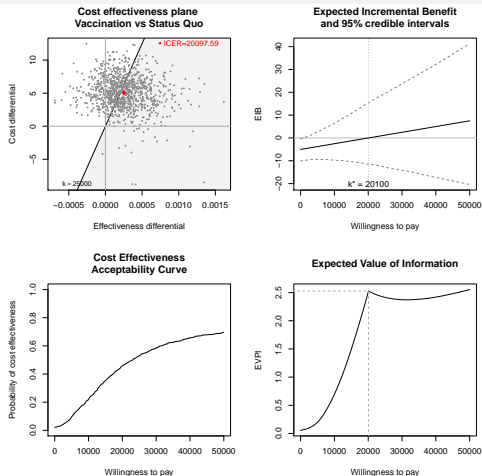 Cost effectiveness plane
Vaccination vs Status Quo
ICER=20097.59
Cost differential
10
5
0
−5
k = 25000
−0.0005 0.0000 0.0005 0.0010 0.0015
Effectiveness differential
Expected Incremental Benefit
and 95% credible intervals
EIB
40
30
20
10
0
−10
−20
k* = 20100
0 10000 20000 30000 40000 50000
Willingness to pay
Cost Effectiveness
Acceptability Curve
Probability of cost effectiveness
1.0
0.8
0.6
0.4
0.2
0.0
0 10000 20000 30000 40000 50000
Willingness to pay
Expected Value of Information
EVPI
2.5
2.0
1.5
1.0
0.5
0.0
0 10000 20000 30000 40000 50000
Willingness to pay